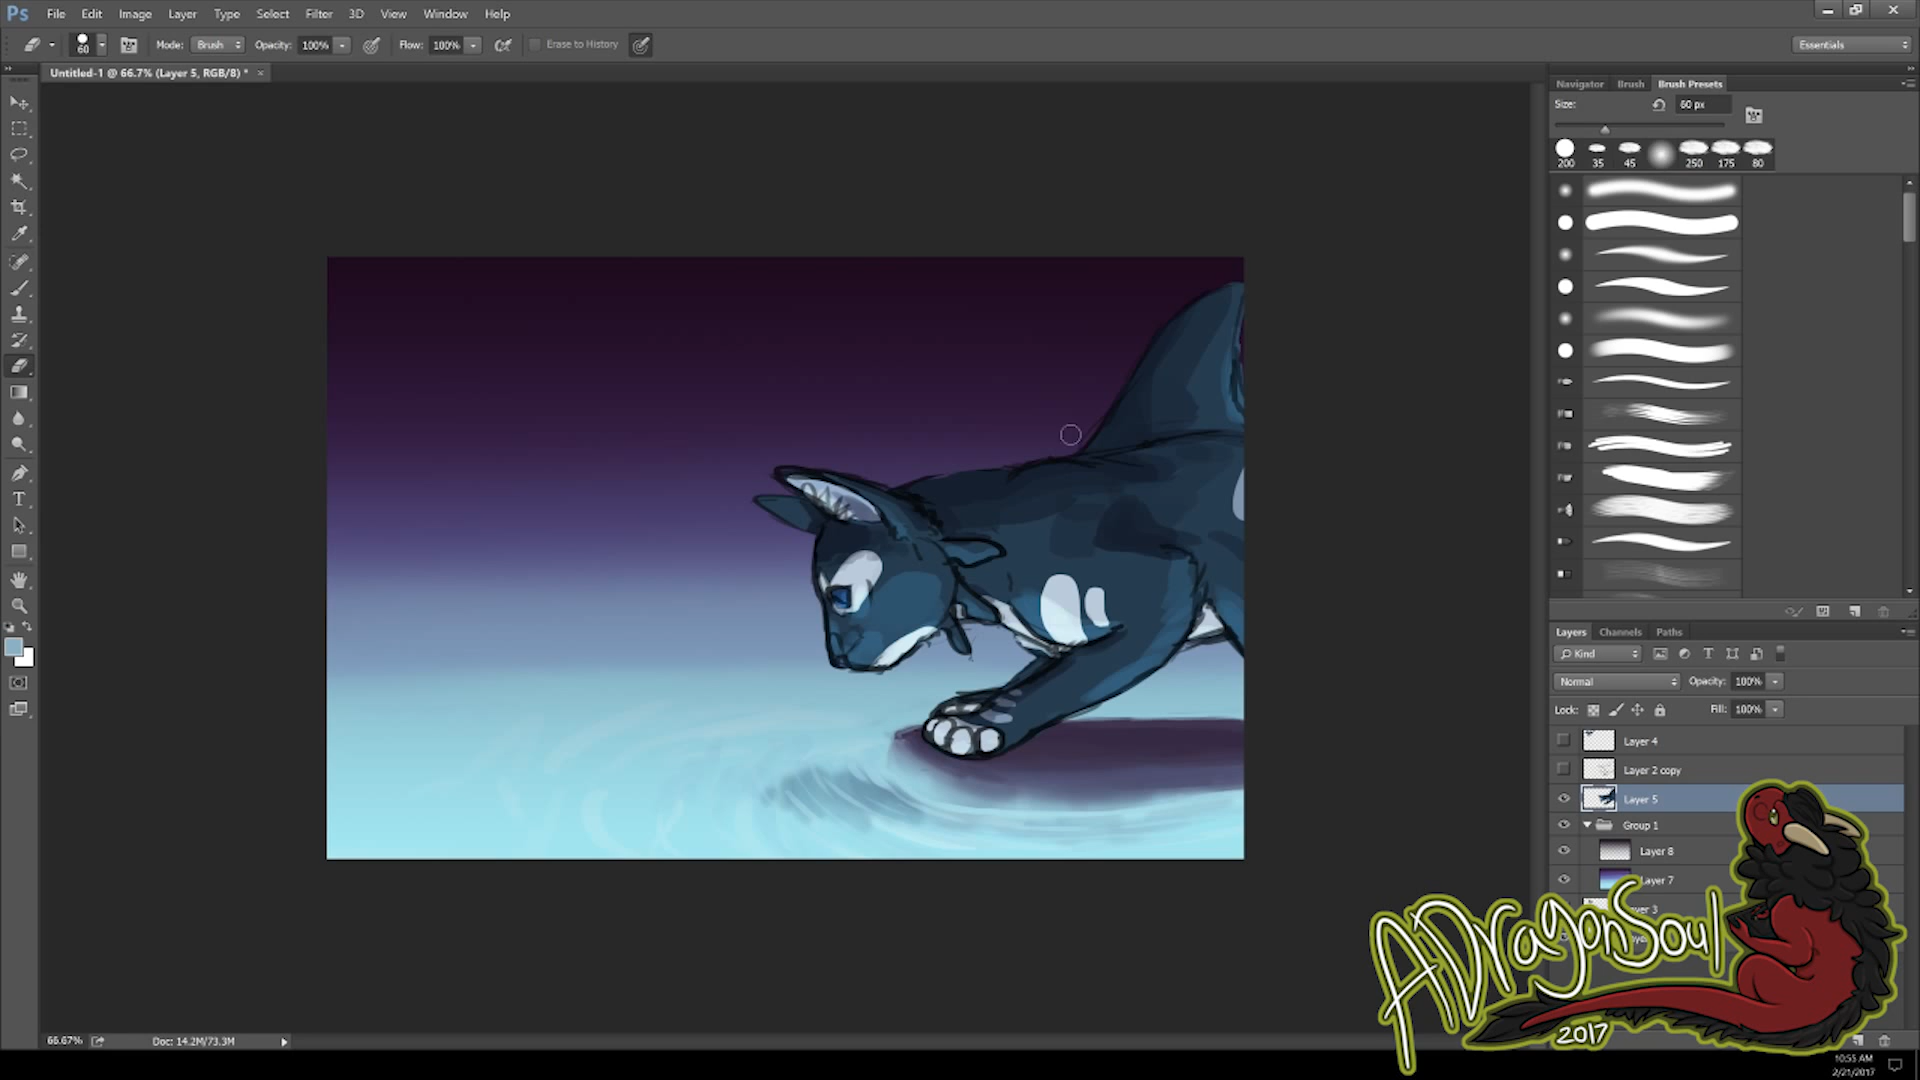 Ps File Edit Image Layer Type Select Filter 3D View Window Help
60 Mode: Brush Opacity: 100% Flow: 100% Erase to History Essentials
Untitled-1 @ 66.7% (Layer 5, RGB/8) * ×
Navigator Brush Brush Presets
Size: 60 px
200 35 45 250 175 80
T
Layers Channels Paths
Kind T
Normal Opacity: 100%
Lock: Fill: 100%
Layer 4
Layer 2 copy
Layer 5
Group 1
Layer 8
Layer 7
ADragonSoul
2017
66.67% Doc: 14.2M/73.3M
10:55 AM
2/21/2017